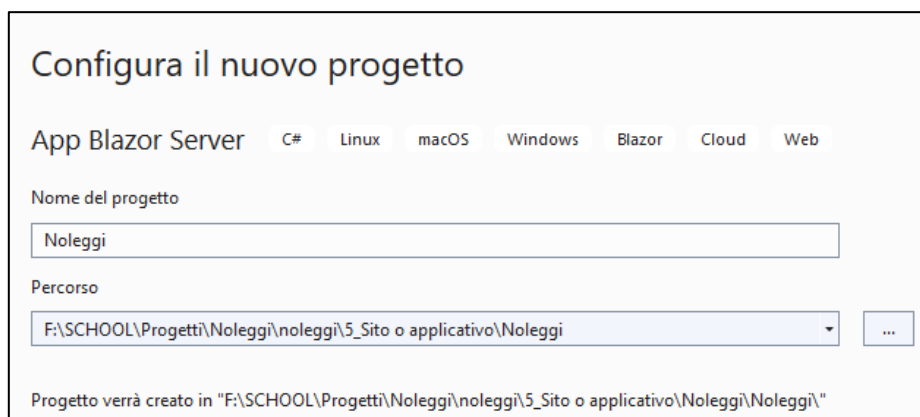 Configura il nuovo progetto
App Blazor Server C# Linux macOS Windows Blazor Cloud Web
Nome del progetto
Noleggi
Percorso
F:\SCHOOL\Progetti\Noleggi\noleggi\5_Sito o applicativo\Noleggi ...
Progetto verrà creato in "F:\SCHOOL\Progetti\Noleggi\noleggi\5_Sito o applicativo\Noleggi\Noleggi\"